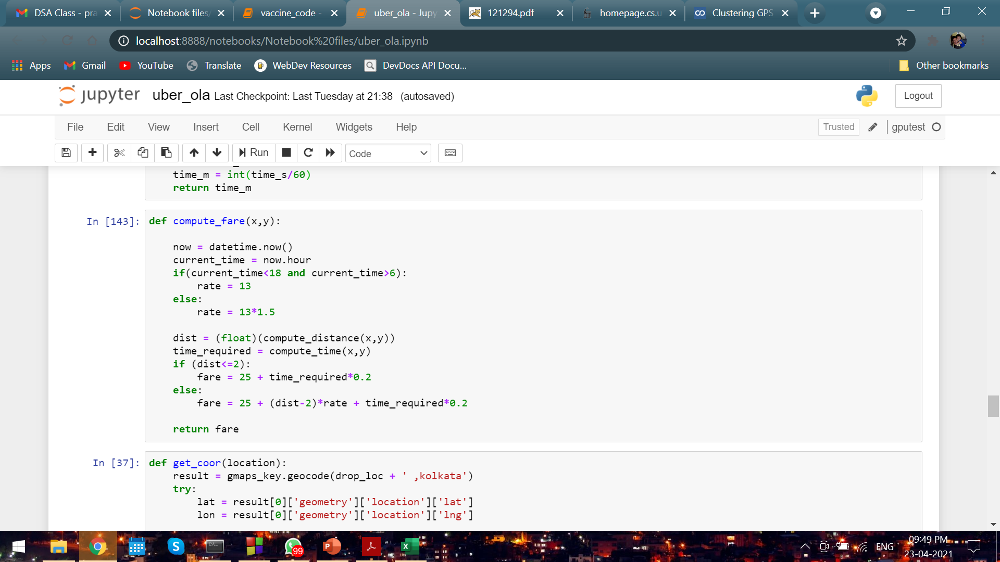 DSA Class - pra
Notebook files/
vaccine_code -
uber_ola - Jupy
121294.pdf
homepage.cs.u
Clustering GPS
localhost:8888/notebooks/Notebook%20files/uber_ola.ipynb
Apps
Gmail
YouTube
Translate
WebDev Resources
DevDocs API Docu...
Other bookmarks
jupyter uber_ola Last Checkpoint: Last Tuesday at 21:38 (autosaved)
Logout
File Edit View Insert Cell Kernel Widgets Help
Trusted
gputest
Run
Code
time_m = int(time_s/60)
return time_m
In [143]: def compute_fare(x,y):
now = datetime.now()
current_time = now.hour
if(current_time<18 and current_time>6):
rate = 13
else:
rate = 13*1.5
dist = (float)(compute_distance(x,y))
time_required = compute_time(x,y)
if (dist<=2):
fare = 25 + time_required*0.2
else:
fare = 25 + (dist-2)*rate + time_required*0.2
return fare
In [37]: def get_coor(location):
result = gmaps_key.geocode(drop_loc + ' ,kolkata')
try:
lat = result[0]['geometry']['location']['lat']
lon = result[0]['geometry']['location']['lng']
99
ENG
09:49 PM
23-04-2021